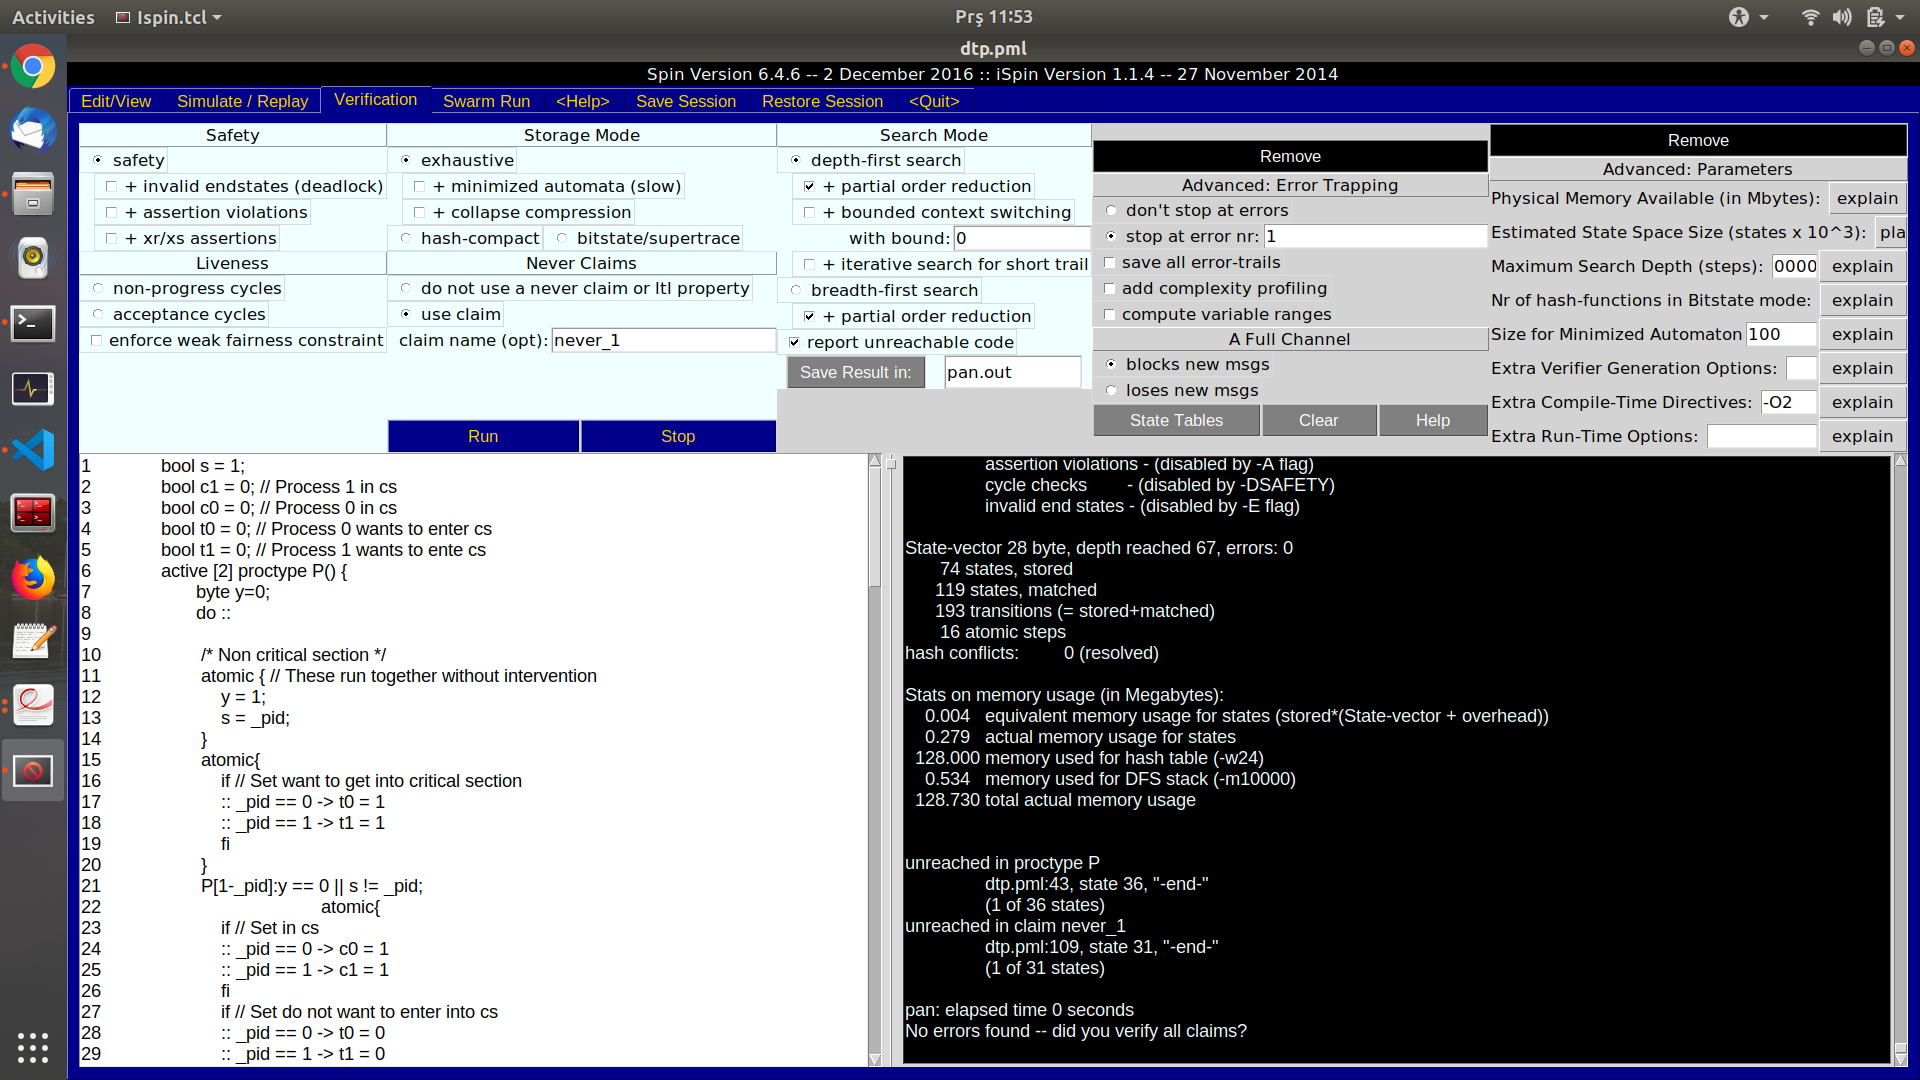 Activities
Ispin.tcl
Prş 11:53
dtp.pml
Spin Version 6.4.6 -- 2 December 2016 :: iSpin Version 1.1.4 -- 27 November 2014
Edit/View
Simulate / Replay
Verification
Swarm Run
<Help>
Save Session
Restore Session
<Quit>
Safety
safety
+ invalid endstates (deadlock)
+ assertion violations
+ xr/xs assertions
Liveness
non-progress cycles
acceptance cycles
enforce weak fairness constraint
Storage Mode
exhaustive
+ minimized automata (slow)
+ collapse compression
hash-compact
bitstate/supertrace
Never Claims
do not use a never claim or ltl property
use claim
claim name (opt): never_1
Run
Stop
Search Mode
depth-first search
+ partial order reduction
+ bounded context switching
with bound: 0
+ iterative search for short trail
breadth-first search
+ partial order reduction
report unreachable code
Save Result in: pan.out
Remove
Advanced: Error Trapping
don't stop at errors
stop at error nr: 1
save all error-trails
add complexity profiling
compute variable ranges
A Full Channel
blocks new msgs
loses new msgs
State Tables
Clear
Help
Remove
Advanced: Parameters
Physical Memory Available (in Mbytes): explain
Estimated State Space Size (states x 10^3): pla
Maximum Search Depth (steps): 0000 explain
Nr of hash-functions in Bitstate mode: explain
Size for Minimized Automaton 100 explain
Extra Verifier Generation Options: explain
Extra Compile-Time Directives: -O2 explain
Extra Run-Time Options: explain
1 bool s = 1;
2 bool c1 = 0; // Process 1 in cs
3 bool c0 = 0; // Process 0 in cs
4 bool t0 = 0; // Process 0 wants to enter cs
5 bool t1 = 0; // Process 1 wants to ente cs
6 active [2] proctype P() {
7 byte y=0;
8 do ::
9
10 /* Non critical section */
11 atomic { // These run together without intervention
12 y = 1;
13 s = _pid;
14 }
15 atomic{
16 if // Set want to get into critical section
17 :: _pid == 0 -> t0 = 1
18 :: _pid == 1 -> t1 = 1
19 fi
20 }
21 P[1-_pid]:y == 0 || s != _pid;
22 atomic{
23 if // Set in cs
24 :: _pid == 0 -> c0 = 1
25 :: _pid == 1 -> c1 = 1
26 fi
27 if // Set do not want to enter into cs
28 :: _pid == 0 -> t0 = 0
29 :: _pid == 1 -> t1 = 0
assertion violations - (disabled by -A flag)
cycle checks - (disabled by -DSAFETY)
invalid end states - (disabled by -E flag)
State-vector 28 byte, depth reached 67, errors: 0
74 states, stored
119 states, matched
193 transitions (= stored+matched)
16 atomic steps
hash conflicts: 0 (resolved)
Stats on memory usage (in Megabytes):
0.004 equivalent memory usage for states (stored*(State-vector + overhead))
0.279 actual memory usage for states
128.000 memory used for hash table (-w24)
0.534 memory used for DFS stack (-m10000)
128.730 total actual memory usage
unreached in proctype P
dtp.pml:43, state 36, "-end-"
(1 of 36 states)
unreached in claim never_1
dtp.pml:109, state 31, "-end-"
(1 of 31 states)
pan: elapsed time 0 seconds
No errors found -- did you verify all claims?